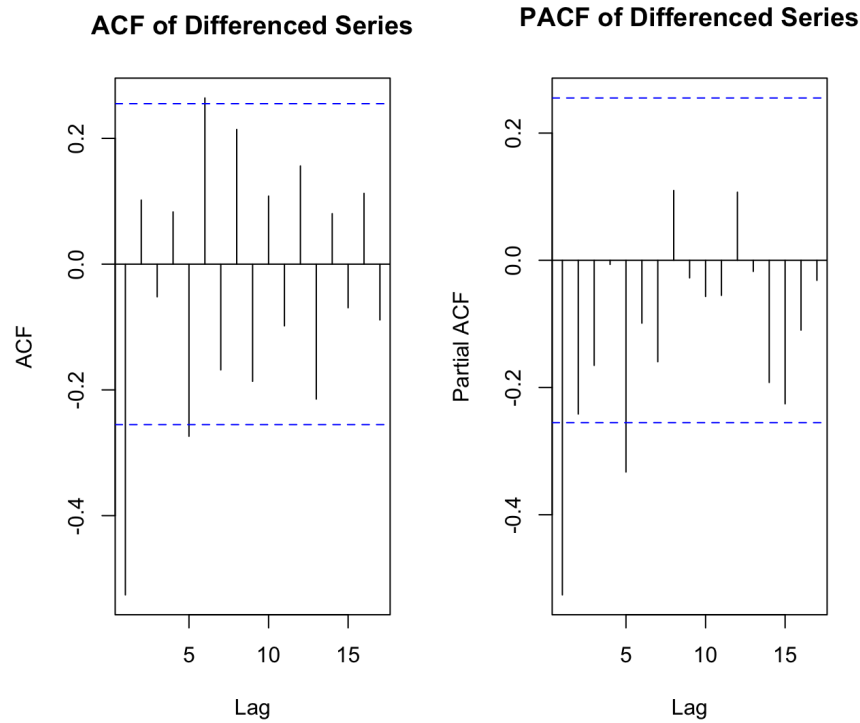 ACF of Differenced Series
ACF
0.2
0.0
-0.2
-0.4
5 10 15
Lag
PACF of Differenced Series
Partial ACF
0.2
0.0
-0.2
-0.4
5 10 15
Lag